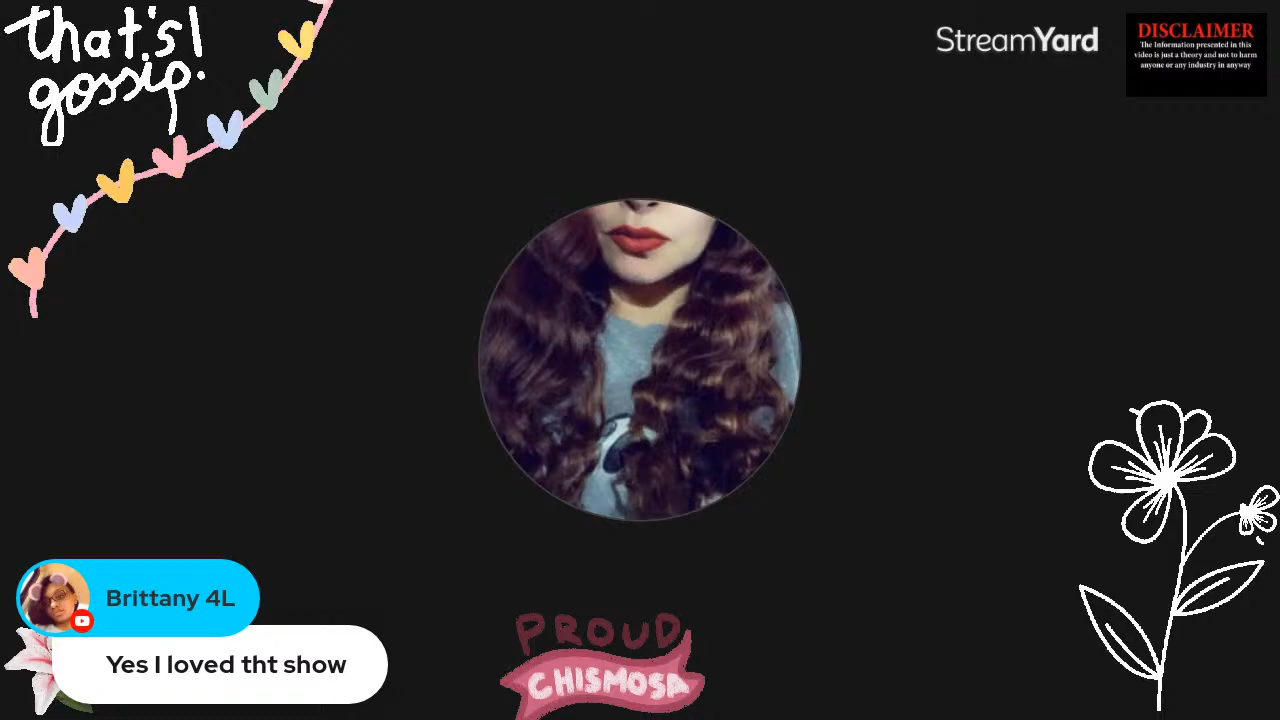 that's
gossip.
StreamYard
DISCLAIMER
The Information presented in this
video is just a theory and not to harm
anyone or any industry in anyway
Brittany 4L
Yes I loved tht show
PROUD
CHISMOSA